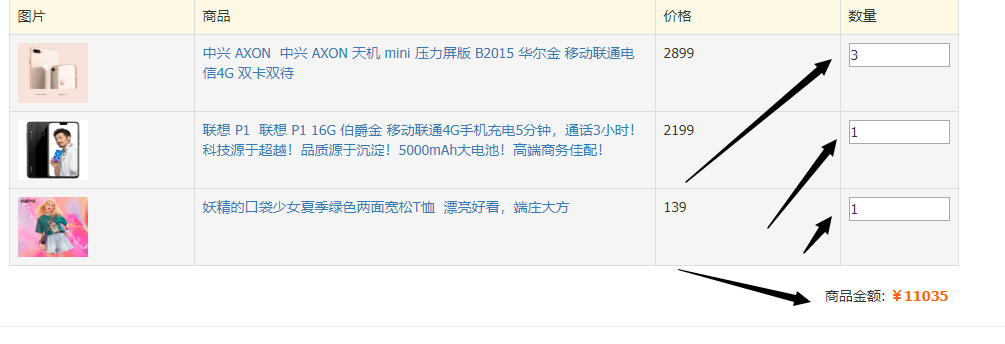 图片 商品 价格 数量
中兴 AXON 中兴 AXON 天机 mini 压力屏版 B2015 华尔金 移动联通电 2899 3
信4G 双卡双待
联想 P1 联想 P1 16G 伯爵金 移动联通4G手机充电5分钟，通话3小时！ 2199 1
科技源于超越！品质源于沉淀！5000mAh大电池！高端商务佳配！
妖精的口袋少女夏季绿色两面宽松T恤 漂亮好看，端庄大方 139 1
商品金额: ￥11035